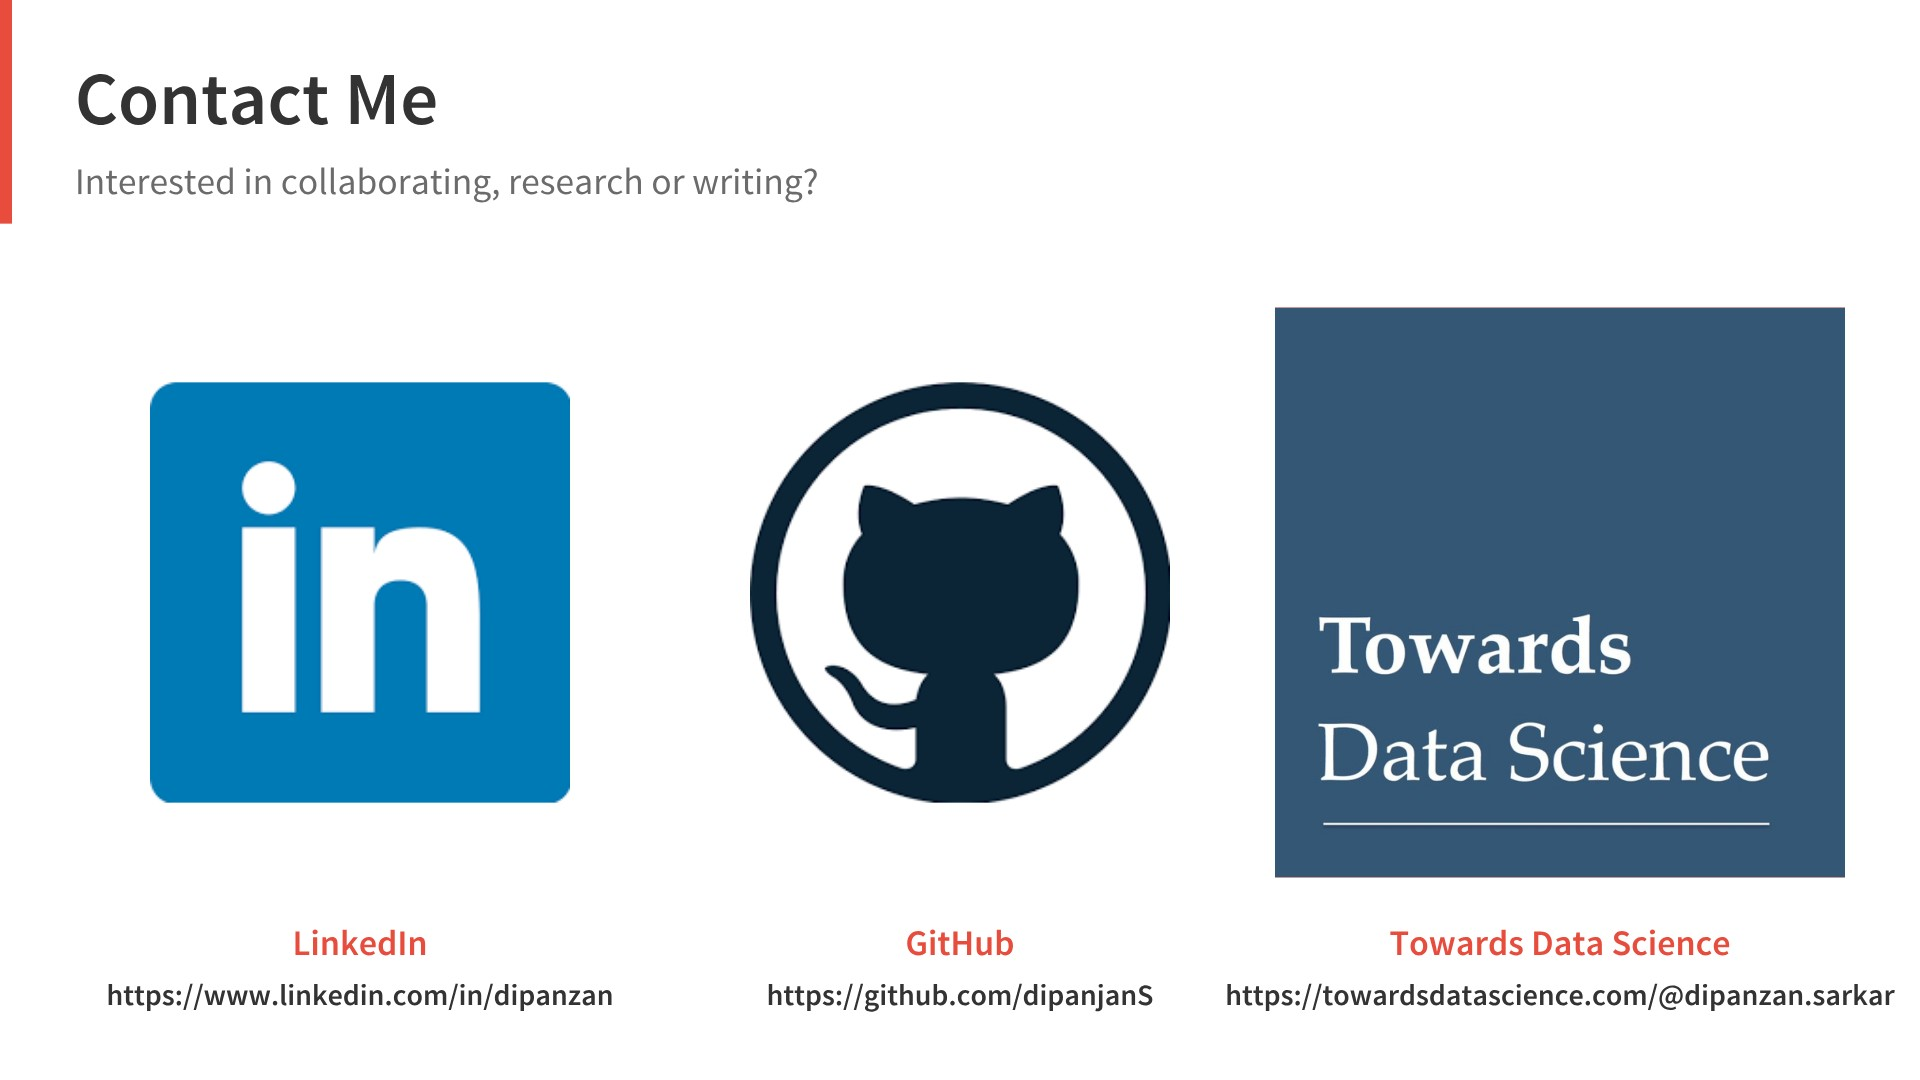 Contact Me
Interested in collaborating, research or writing?
in
Towards
Data Science
LinkedIn
https://www.linkedin.com/in/dipanzan
GitHub
https://github.com/dipanjanS
Towards Data Science
https://towardsdatascience.com/@dipanzan.sarkar